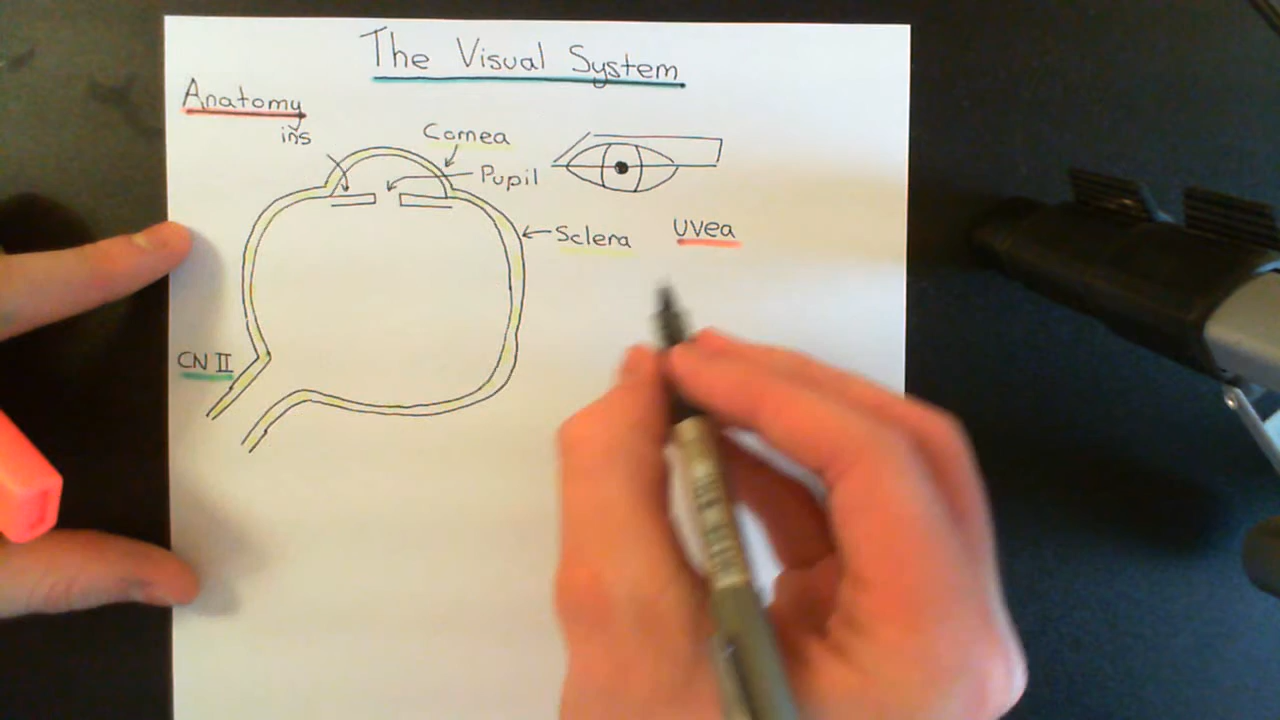 The Visual System
Anatomy
iris
Cornea
Pupil
Sclera
Uvea
CN II